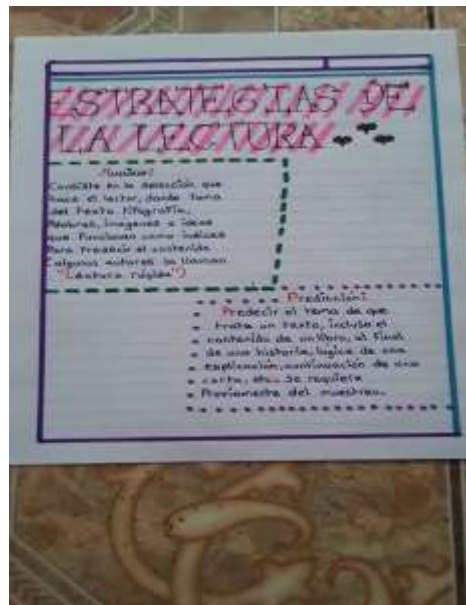 ESTRATEGIAS DE
LA LECTURA
Muestreo:
Consiste en la selección que
hace el lector, donde toma
del texto tipografía,
Palabras, imagenes o ideas
que funcionan como indices
Para Predecir el contenido
(algunos autores la llaman
"Lectura rápida")
Predicción:
Predecir el tema de que
trata un texto, incluso el
contenido de un libro, el final
de una historia, logica de una
explicación, continuación de una
carta, etc. Se requiere
Previamente del muestreo.